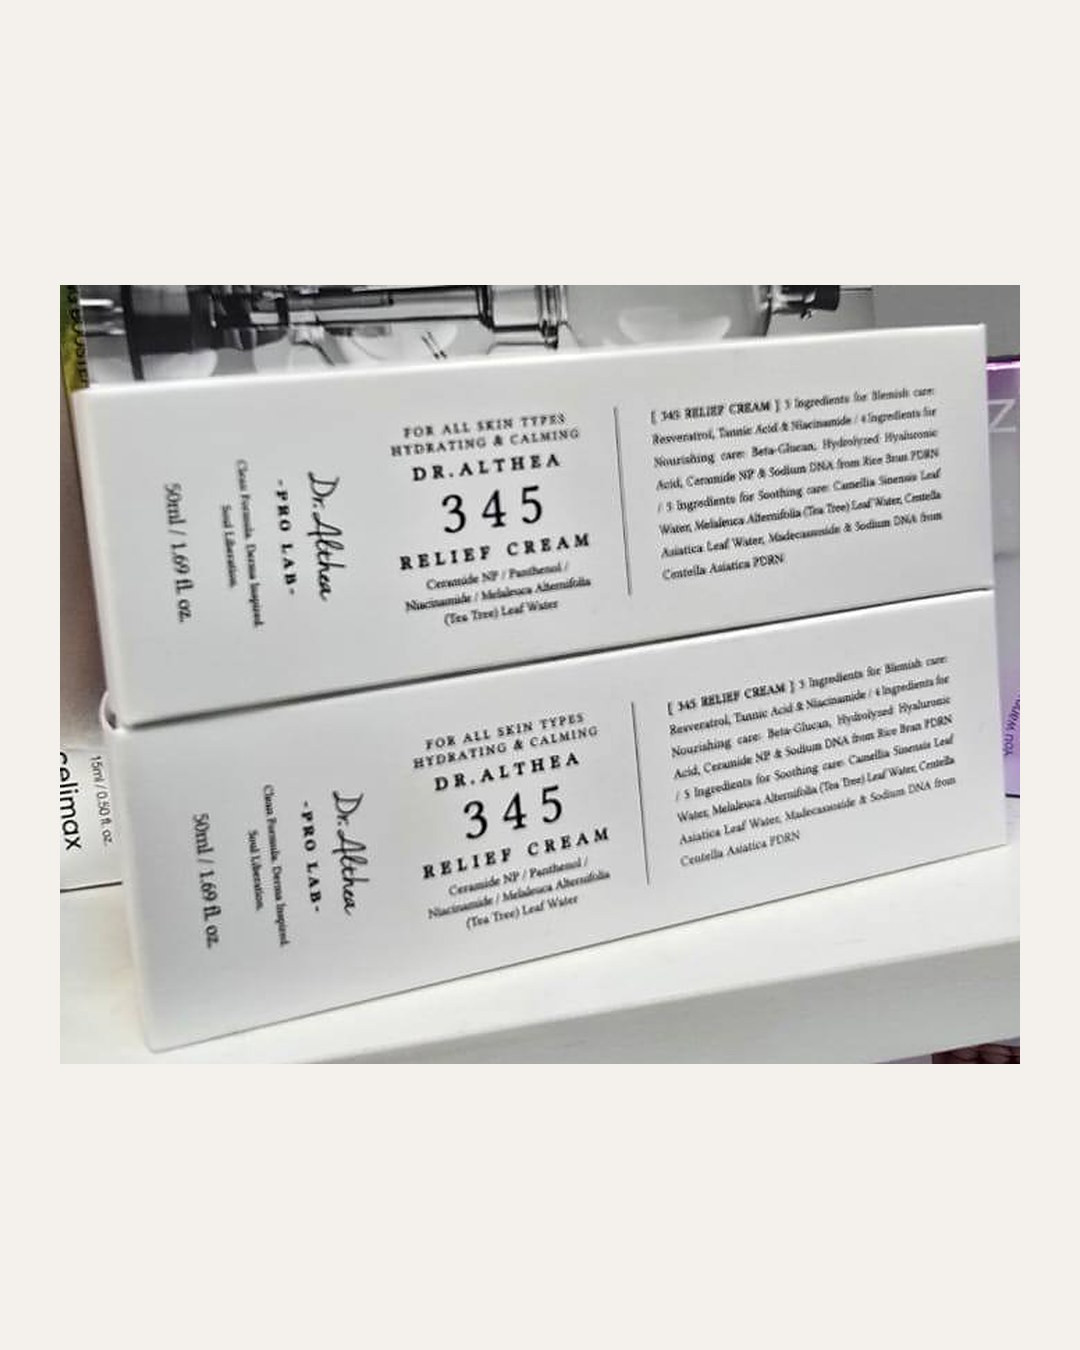 FOR ALL SKIN TYPES
HYDRATING & CALMING
DR.ALTHEA
345
RELIEF CREAM
Ceramide NP / Panthenol /
Niacinamide / Melaleuca Alternifolia
(Tea Tree) Leaf Water
[ 345 RELIEF CREAM ] 3 Ingredients for Blemish care:
Resveratrol, Tannic Acid & Niacinamide / 4 Ingredients for
Nourishing care: Beta-Glucan, Hydrolyzed Hyaluronic
Acid, Ceramide NP & Sodium DNA from Rice Bran PDRN
/ 5 Ingredients for Soothing care: Camellia Sinensis Leaf
Water, Melaleuca Alternifolia (Tea Tree) Leaf Water, Centella
Asiatica Leaf Water, Madecassoside & Sodium DNA from
Centella Asiatica PDRN
Dr.Althea
-PRO LAB-
Clean Formula. Derma Inspired.
Soul Liberation.
50ml / 1.69 fl. oz.
FOR ALL SKIN TYPES
HYDRATING & CALMING
DR.ALTHEA
345
RELIEF CREAM
Ceramide NP / Panthenol /
Niacinamide / Melaleuca Alternifolia
(Tea Tree) Leaf Water
[ 345 RELIEF CREAM ] 3 Ingredients for Blemish care:
Resveratrol, Tannic Acid & Niacinamide / 4 Ingredients for
Nourishing care: Beta-Glucan, Hydrolyzed Hyaluronic
Acid, Ceramide NP & Sodium DNA from Rice Bran PDRN
/ 5 Ingredients for Soothing care: Camellia Sinensis Leaf
Water, Melaleuca Alternifolia (Tea Tree) Leaf Water, Centella
Asiatica Leaf Water, Madecassoside & Sodium DNA from
Centella Asiatica PDRN
Dr.Althea
-PRO LAB-
Clean Formula. Derma Inspired.
Soul Liberation.
50ml / 1.69 fl. oz.
15ml / 0.50 fl. oz.
celimax
You want